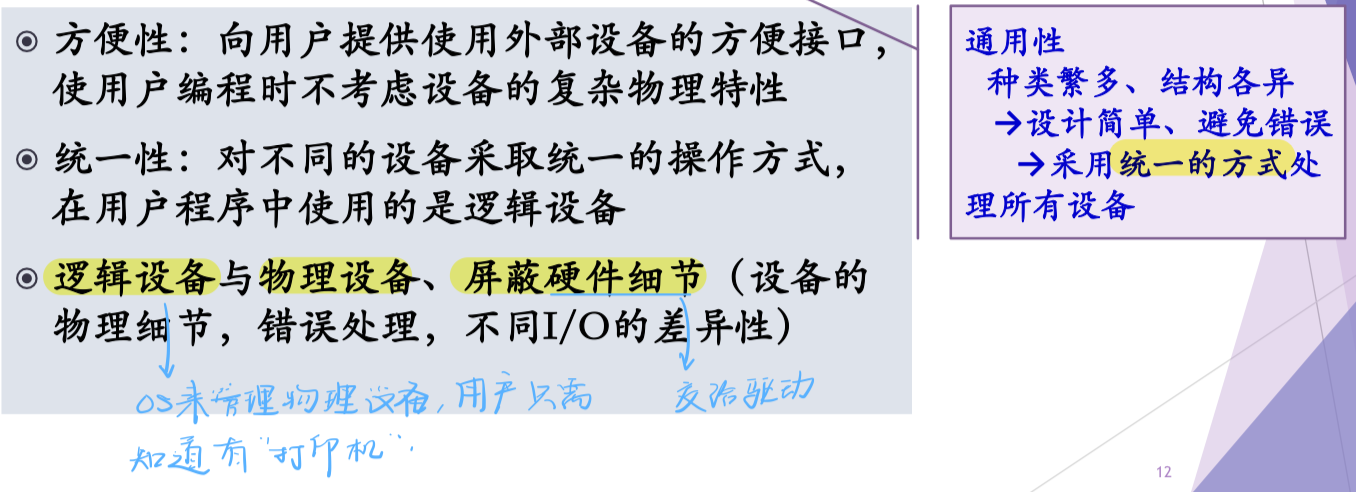 ⊙ 方便性：向用户提供使用外部设备的方便接口，
使用户编程时不考虑设备的复杂物理特性
⊙ 统一性：对不同的设备采取统一的操作方式，
在用户程序中使用的是逻辑设备
⊙ 逻辑设备与物理设备、屏蔽硬件细节（设备的
物理细节，错误处理，不同I/O的差异性）
OS来管理物理设备，用户只需
知道有“打印机”.
交给驱动
通用性
种类繁多、结构各异
→设计简单、避免错误
→采用统一的方式处
理所有设备
12